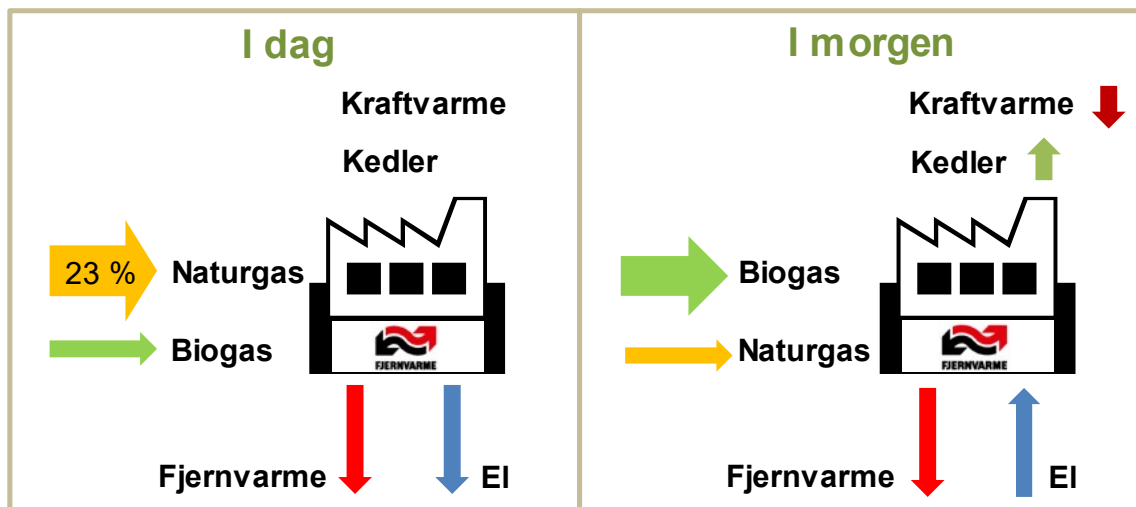 I dag
Kraftvarme
Kedler
23 %
Naturgas
Biogas
FJERNVARME
Fjernvarme
El
I morgen
Kraftvarme
Kedler
Biogas
Naturgas
FJERNVARME
Fjernvarme
El